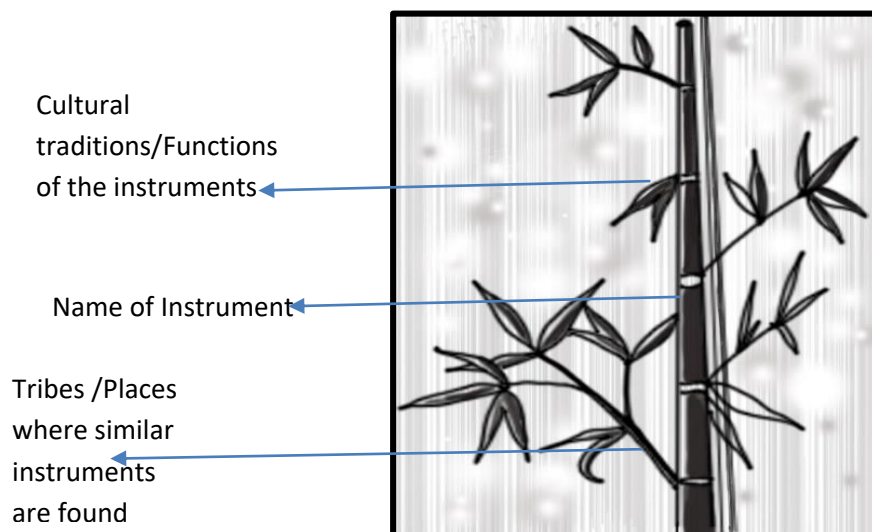 Cultural
traditions/Functions
of the instruments
Name of Instrument
Tribes /Places
where similar
instruments
are found